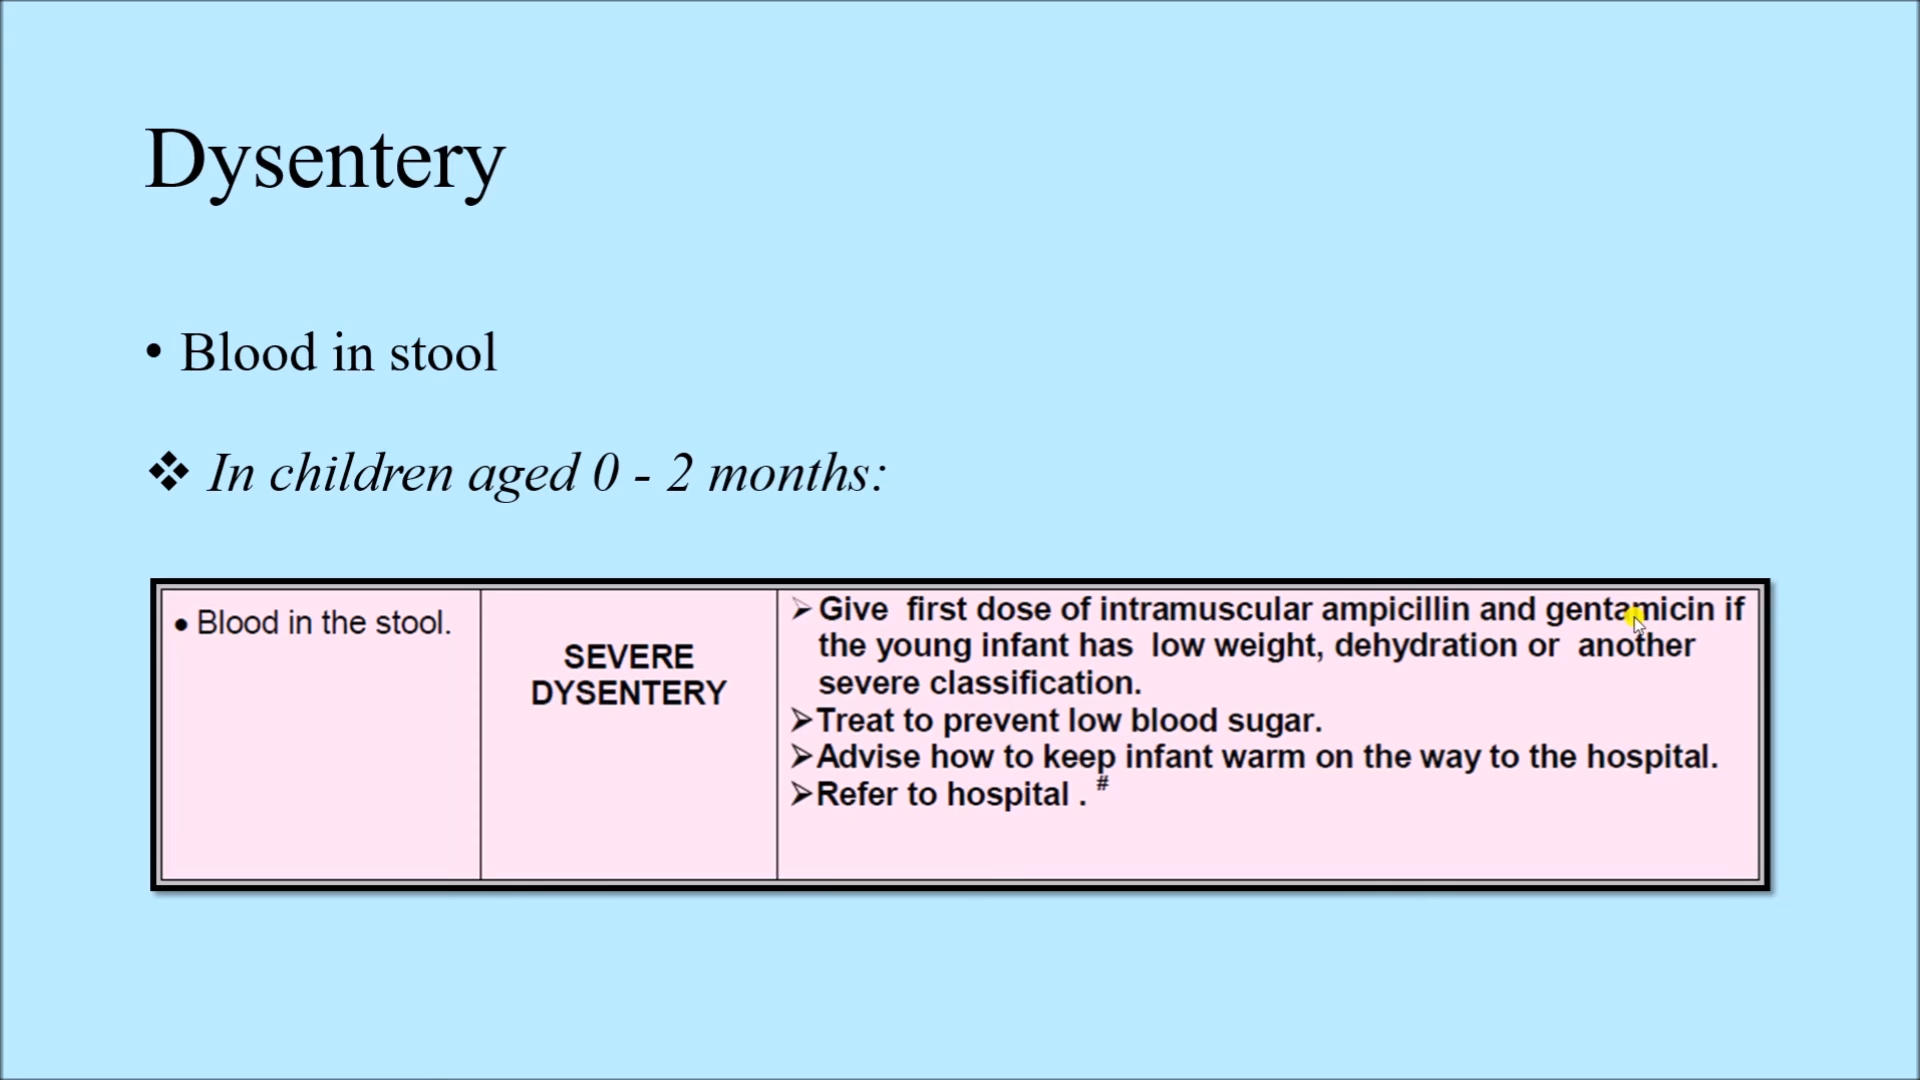 Dysentery
• Blood in stool
❖ In children aged 0 - 2 months:
• Blood in the stool.
SEVERE
DYSENTERY
➢ Give first dose of intramuscular ampicillin and gentamicin if
the young infant has low weight, dehydration or another
severe classification.
➢ Treat to prevent low blood sugar.
➢ Advise how to keep infant warm on the way to the hospital.
➢ Refer to hospital . #